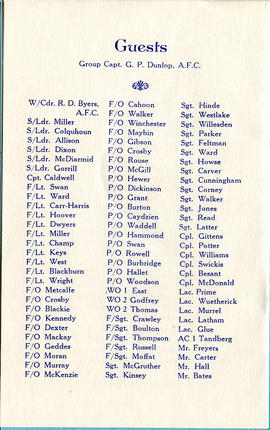 Guests
Group Capt. G. P. Dunlop, A.F.C.
W/Cdr. R. D. Byers,
A.F.C.
S/Ldr. Miller
S/Ldr. Colquhoun
S/Ldr. Allison
S/Ldr. Dixon
S/Ldr. McDiarmid
S/Ldr. Gorrill
Cpt. Caldwell
F/Lt. Swan
F/Lt. Ward
F/Lt. Carr-Harris
F/Lt. Hoover
F/Lt. Dwyers
F/Lt. Miller
F/Lt. Champ
F/Lt. Keys
F/Lt. West
F/Lt. Blackburn
F/Lt. Wright
F/O Metcalfe
F/O Crosby
F/O Blackie
F/O Kennedy
F/O Dexter
F/O Mackay
F/O Geddes
F/O Moran
F/O Murray
F/O McKenzie
F/O Cahoon
F/O Walker
F/O Winchester
F/O Maybin
F/O Gibson
F/O Crosby
F/O Rouse
P/O McGill
P/O Hewer
P/O Dickinson
P/O Grant
P/O Burton
P/O Caydzien
P/O Waddell
P/O Hammond
P/O Swan
P/O Rowell
P/O Burbridge
P/O Hallet
P/O Woodson
WO 1 East
WO 2 Godfrey
WO 2 Thomas
F/Sgt. Crawley
F/Sgt. Boulton
F/Sgt. Thompson
F/Sgt. Russell
F/Sgt. Moffat
Sgt. McGruther
Sgt. Kinsey
Sgt. Hinde
Sgt. Westlake
Sgt. Willesden
Sgt. Parker
Sgt. Feltman
Sgt. Ward
Sgt. Howse
Sgt. Carver
Sgt. Cunningham
Sgt. Corney
Sgt. Walker
Sgt. Jones
Sgt. Read
Sgt. Latter
Cpl. Gittens
Cpl. Potter
Cpl. Williams
Cpl. Swickis
Cpl. Besant
Cpl. McDonald
Lac. Prime
Lac. Wuetherick
Lac. Murrel
Lac. Latham
Lac. Glue
AC 1 Tandberg
Mr. Freyers
Mr. Carter
Mr. Hall
Mr. Bates